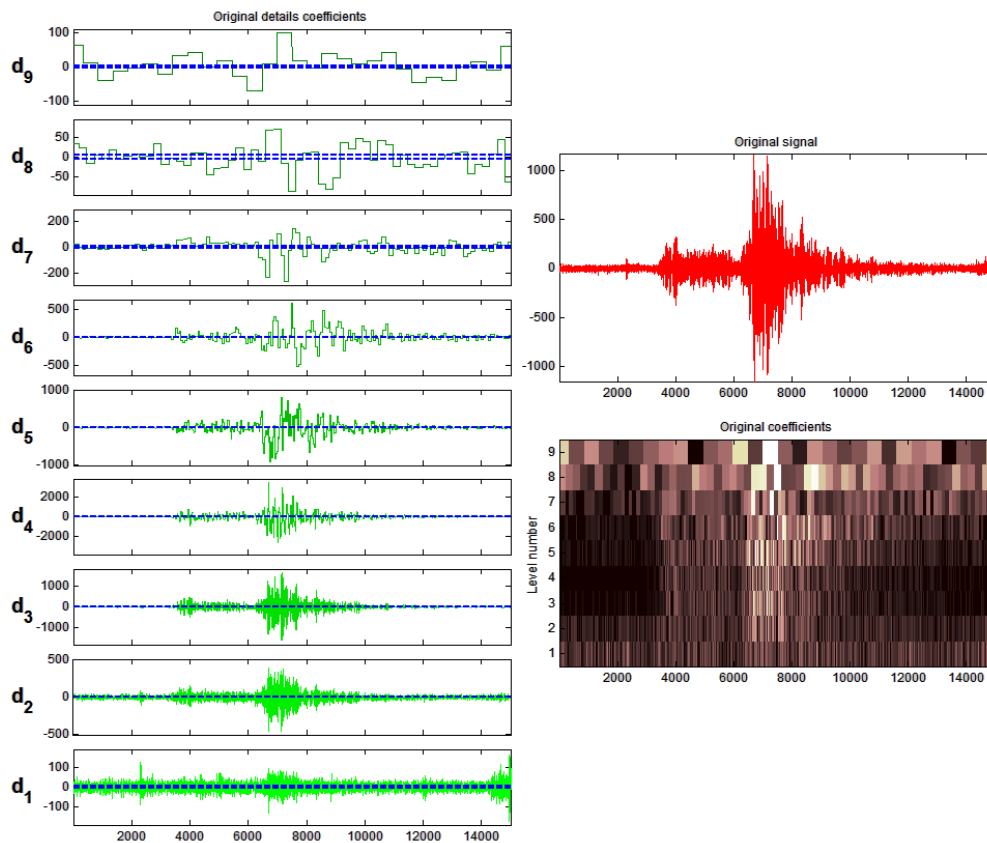 Original details coefficients
d9
100
0
-100
d8
50
0
-50
d7
200
0
-200
d6
500
0
-500
d5
1000
0
-1000
d4
2000
0
-2000
d3
1000
0
-1000
d2
500
0
-500
d1
100
0
-100
2000 4000 6000 8000 10000 12000 14000
Original signal
1000
500
0
-500
-1000
2000 4000 6000 8000 10000 12000 14000
Original coefficients
Level number
9
8
7
6
5
4
3
2
1
2000 4000 6000 8000 10000 12000 14000